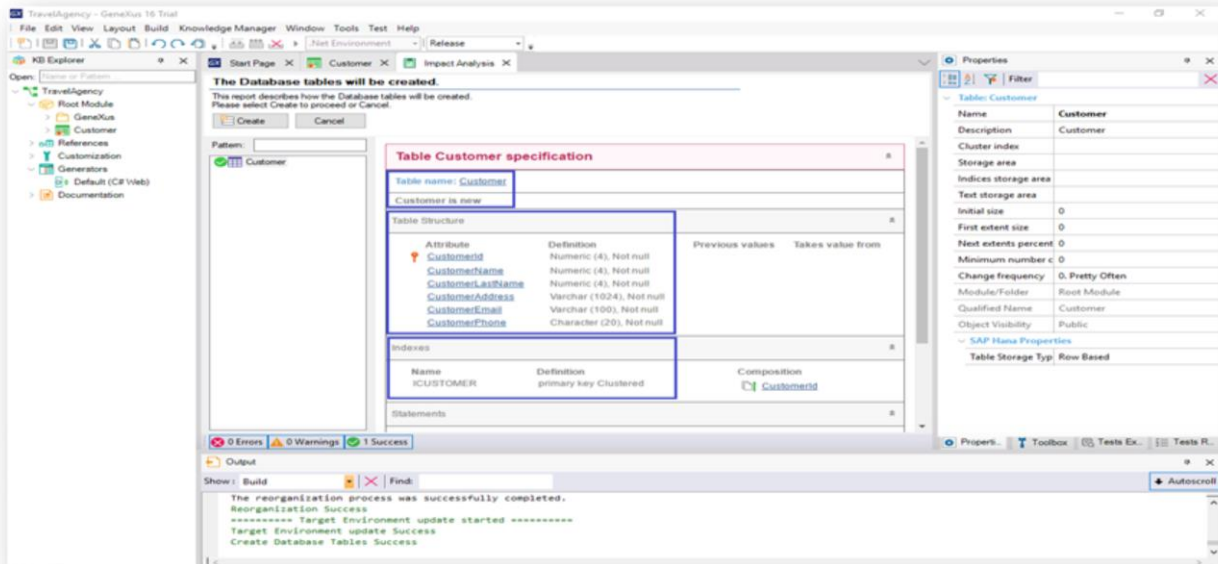 TravelAgency - GeneXus 16 Trial
File Edit View Layout Build Knowledge Manager Window Tools Test Help
.Net Environment Release
KB Explorer
Start Page Customer Impact Analysis
Properties
Open: Name or Pattern ...
TravelAgency
Root Module
GeneXus
Customer
References
Customization
Generators
Default (C# Web)
Documentation
The Database tables will be created.
This report describes how the Database tables will be created.
Please select Create to proceed or Cancel.
Create Cancel
Pattern:
Customer
Table Customer specification
Table name: Customer
Customer is new
Table Structure
Attribute Definition Previous values Takes value from
CustomerId Numeric (4), Not null
CustomerName Numeric (4), Not null
CustomerLastName Numeric (4), Not null
CustomerAddress Varchar (1024), Not null
CustomerEmail Varchar (100), Not null
CustomerPhone Character (20), Not null
Indexes
Name Definition Composition
ICUSTOMER primary key Clustered CustomerId
Statements
0 Errors 0 Warnings 1 Success
Filter
Table: Customer
Name Customer
Description Customer
Cluster index
Storage area
Indices storage area
Text storage area
Initial size 0
First extent size 0
Next extents percent 0
Minimum number c 0
Change frequency 0, Pretty Often
Module/Folder Root Module
Qualified Name Customer
Object Visibility Public
SAP Hana Properties
Table Storage Typ Row Based
Properti... Toolbox Tests Ex... Tests R...
Output
Show: Build Find: Autoscroll
The reorganization process was successfully completed.
Reorganization Success
========== Target Environment update started ==========
Target Environment update Success
Create Database Tables Success